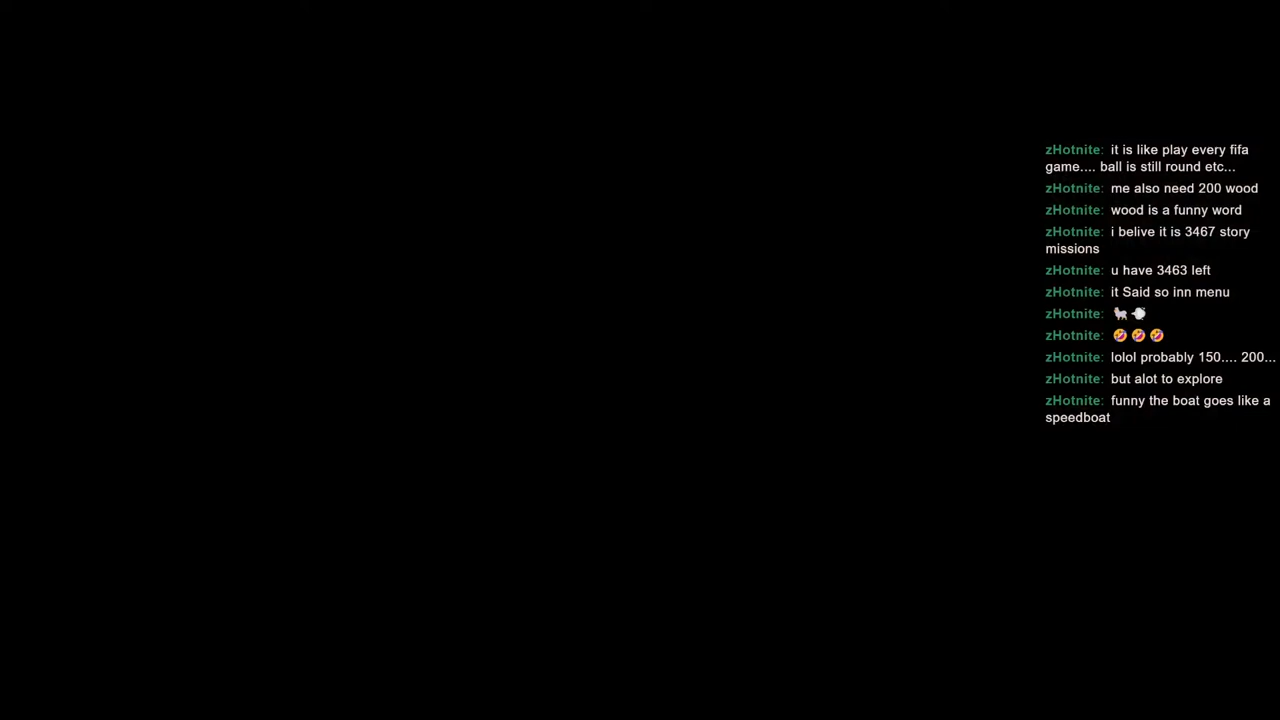 zHotnite: it is like play every fifa
game.... ball is still round etc...
zHotnite: me also need 200 wood
zHotnite: wood is a funny word
zHotnite: i belive it is 3467 story
missions
zHotnite: u have 3463 left
zHotnite: it Said so inn menu
zHotnite: 🐏 💨
zHotnite: 🤣 🤣 🤣
zHotnite: lolol probably 150.... 200...
zHotnite: but alot to explore
zHotnite: funny the boat goes like a
speedboat